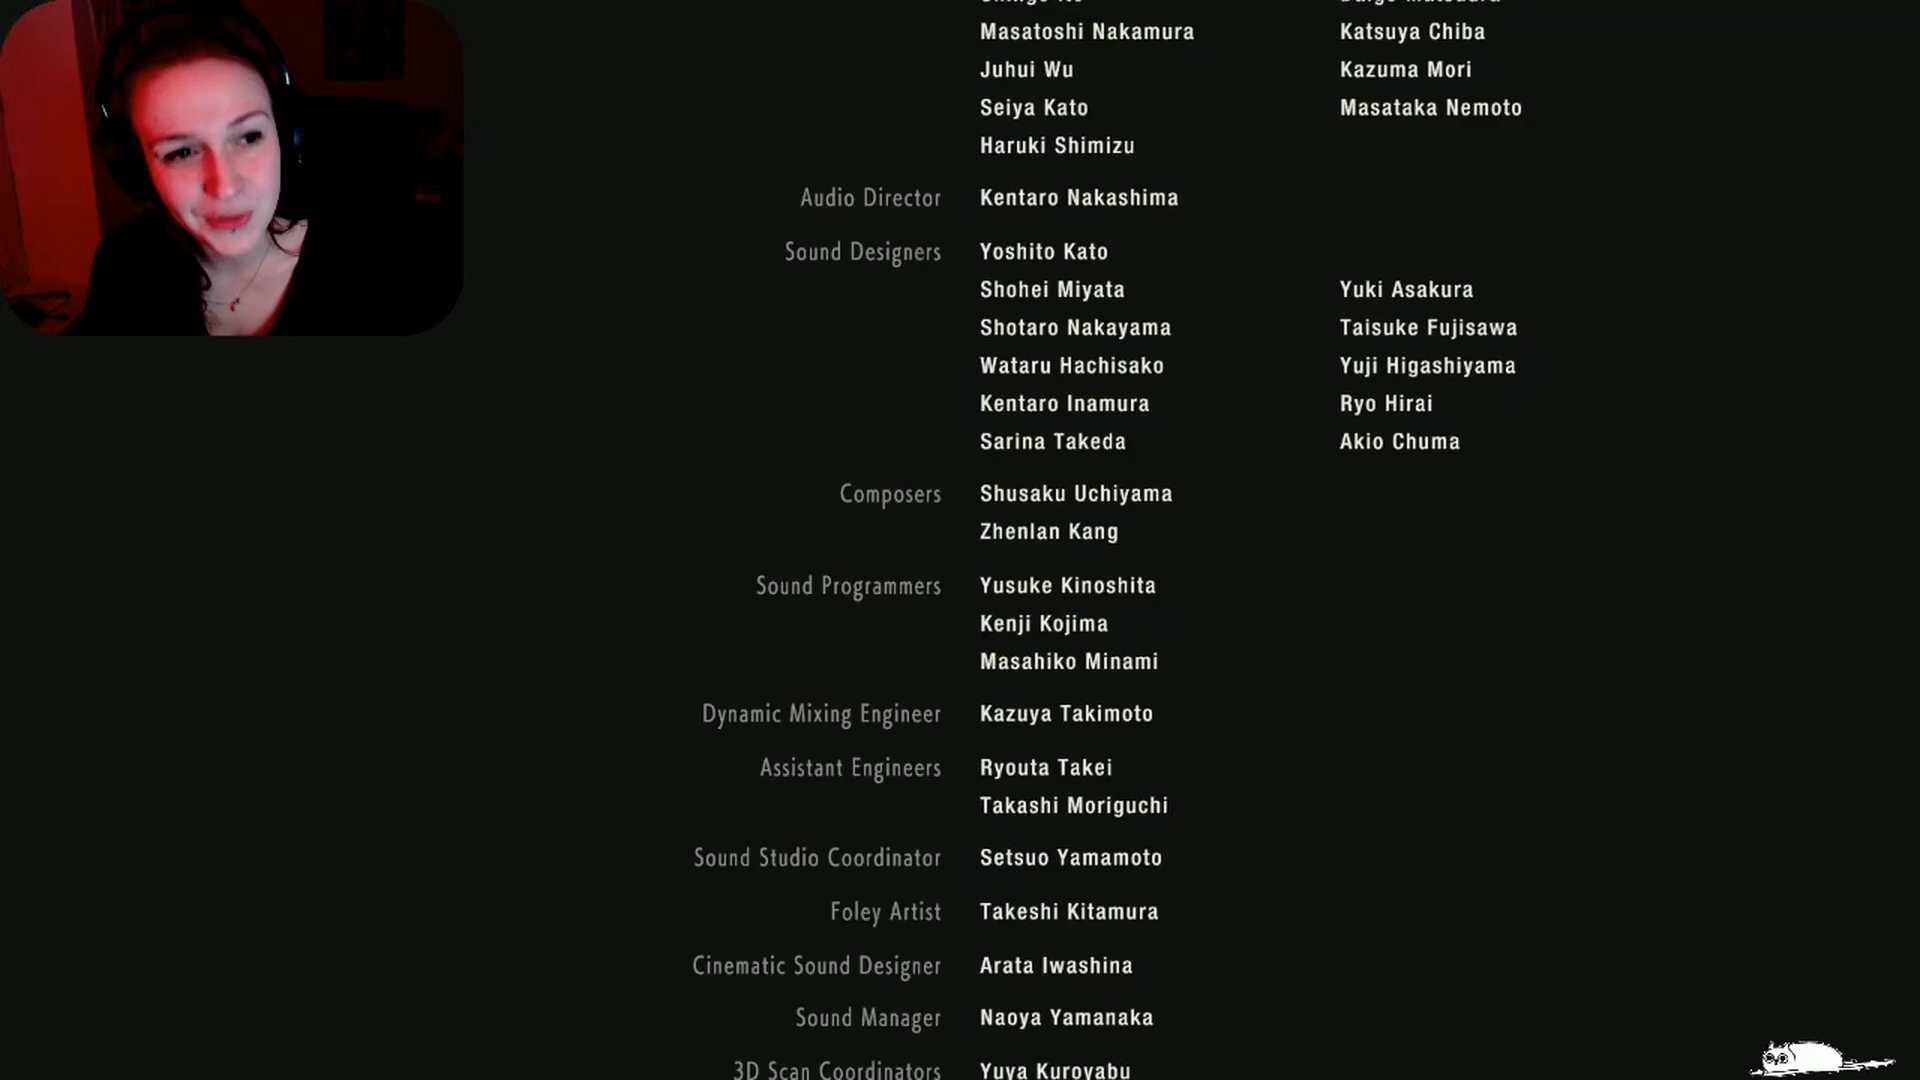 Masatoshi Nakamura Katsuya Chiba
Juhui Wu Kazuma Mori
Seiya Kato Masataka Nemoto
Haruki Shimizu
Audio Director Kentaro Nakashima
Sound Designers Yoshito Kato
Shohei Miyata Yuki Asakura
Shotaro Nakayama Taisuke Fujisawa
Wataru Hachisako Yuji Higashiyama
Kentaro Inamura Ryo Hirai
Sarina Takeda Akio Chuma
Composers Shusaku Uchiyama
Zhenlan Kang
Sound Programmers Yusuke Kinoshita
Kenji Kojima
Masahiko Minami
Dynamic Mixing Engineer Kazuya Takimoto
Assistant Engineers Ryouta Takei
Takashi Moriguchi
Sound Studio Coordinator Setsuo Yamamoto
Foley Artist Takeshi Kitamura
Cinematic Sound Designer Arata Iwashina
Sound Manager Naoya Yamanaka
3D Scan Coordinators Yuya Kuroyabu